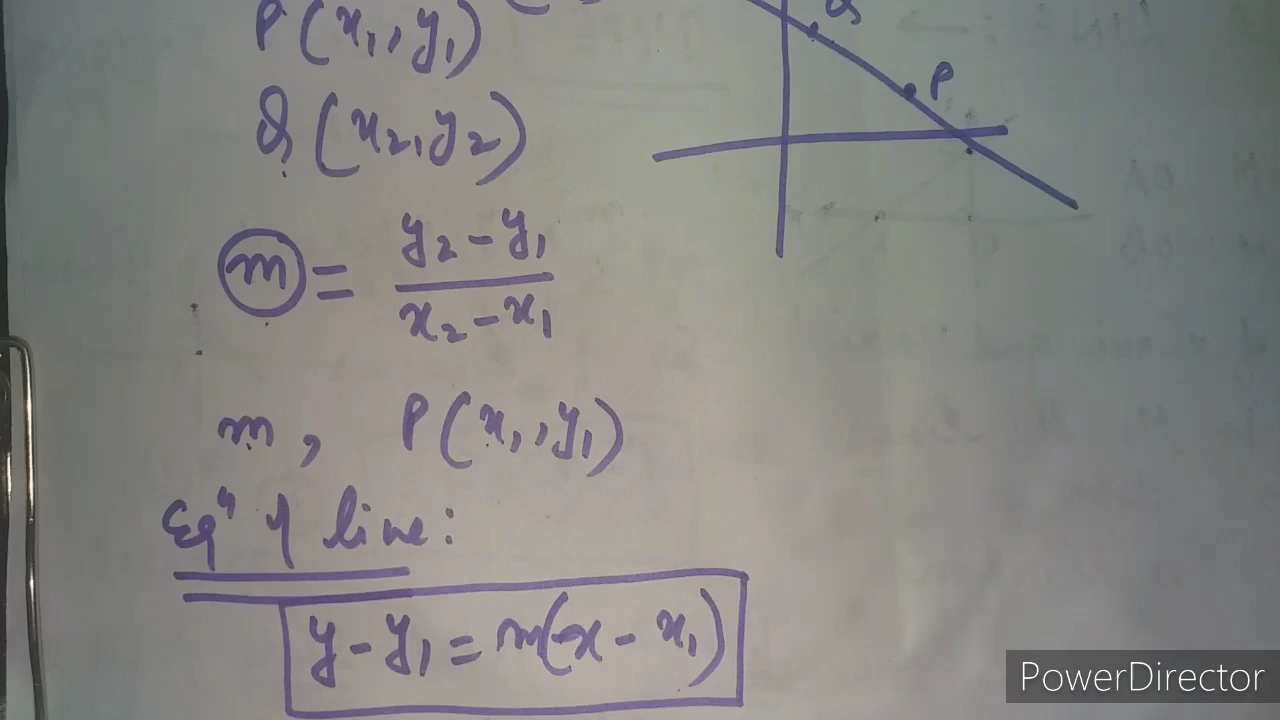 P(x₁, y₁)
Q(x₂, y₂)
m = y₂ - y₁ / x₂ - x₁
m, P(x₁, y₁)
Eqⁿ of line:
y - y₁ = m(x - x₁)
Q
P
PowerDirector